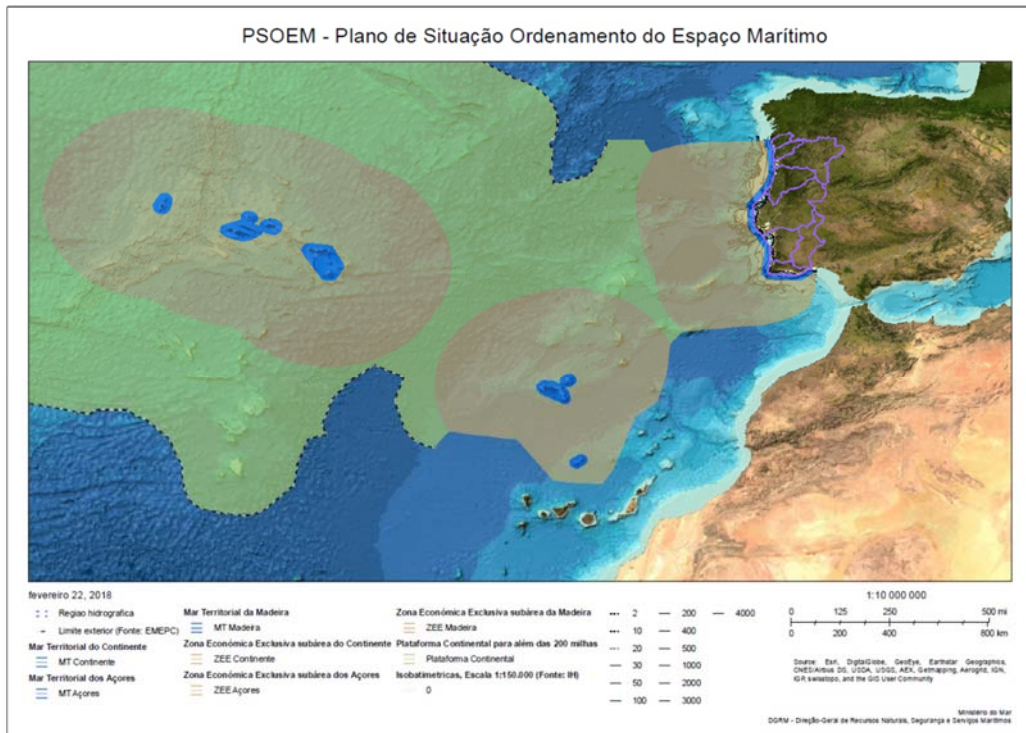 PSOEM - Plano de Situação Ordenamento do Espaço Marítimo
fevereiro 22, 2018
Regiao hidrografica
Limite exterior (Fonte: EMEPC)
Mar Territorial do Continente
MT Continente
Mar Territorial dos Açores
MT Açores
Mar Territorial da Madeira
MT Madeira
Zona Económica Exclusiva subárea do Continente
ZEE Continente
Zona Económica Exclusiva subárea dos Açores
ZEE Açores
Zona Económica Exclusiva subárea da Madeira
ZEE Madeira
Plataforma Continental para além das 200 milhas
Plataforma Continental
Isobatimetricas, Escala 1:150.000 (Fonte: IH)
0
2
10
20
30
50
100
200
400
500
1000
2000
3000
4000
1:10 000 000
0 125 250 500 mi
0 200 400 800 km
Source: Esri, DigitalGlobe, GeoEye, Earthstar Geographics,
CNES/Airbus DS, USDA, USGS, AEX, Getmapping, Aerogrid, IGN,
IGP, swisstopo, and the GIS User Community
Ministério do Mar
DGRM - Direção-Geral de Recursos Naturais, Segurança e Serviços Marítimos